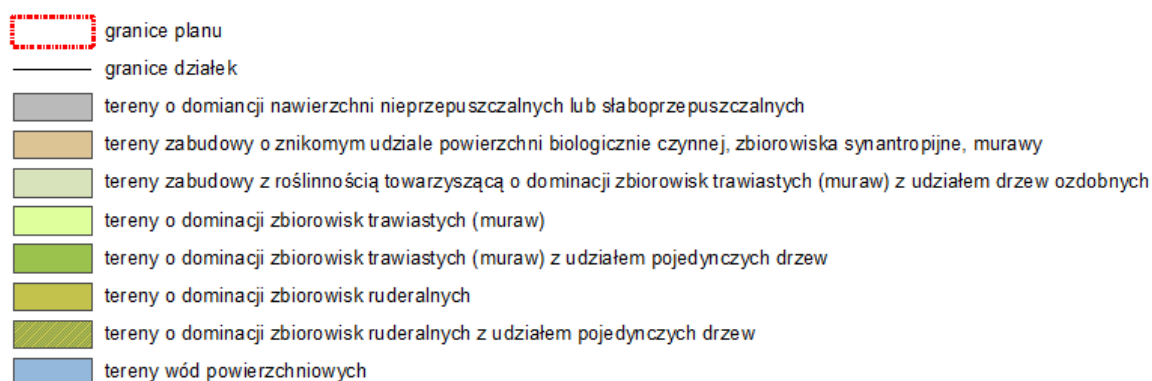 granice planu
granice działek
tereny o domiancji nawierzchni nieprzepuszczalnych lub słaboprzepuszczalnych
tereny zabudowy o znikomym udziale powierzchni biologicznie czynnej, zbiorowiska synantropijne, murawy
tereny zabudowy z roślinnością towarzyszącą o dominacji zbiorowisk trawiastych (muraw) z udziałem drzew ozdobnych
tereny o dominacji zbiorowisk trawiastych (muraw)
tereny o dominacji zbiorowisk trawiastych (muraw) z udziałem pojedynczych drzew
tereny o dominacji zbiorowisk ruderalnych
tereny o dominacji zbiorowisk ruderalnych z udziałem pojedynczych drzew
tereny wód powierzchniowych